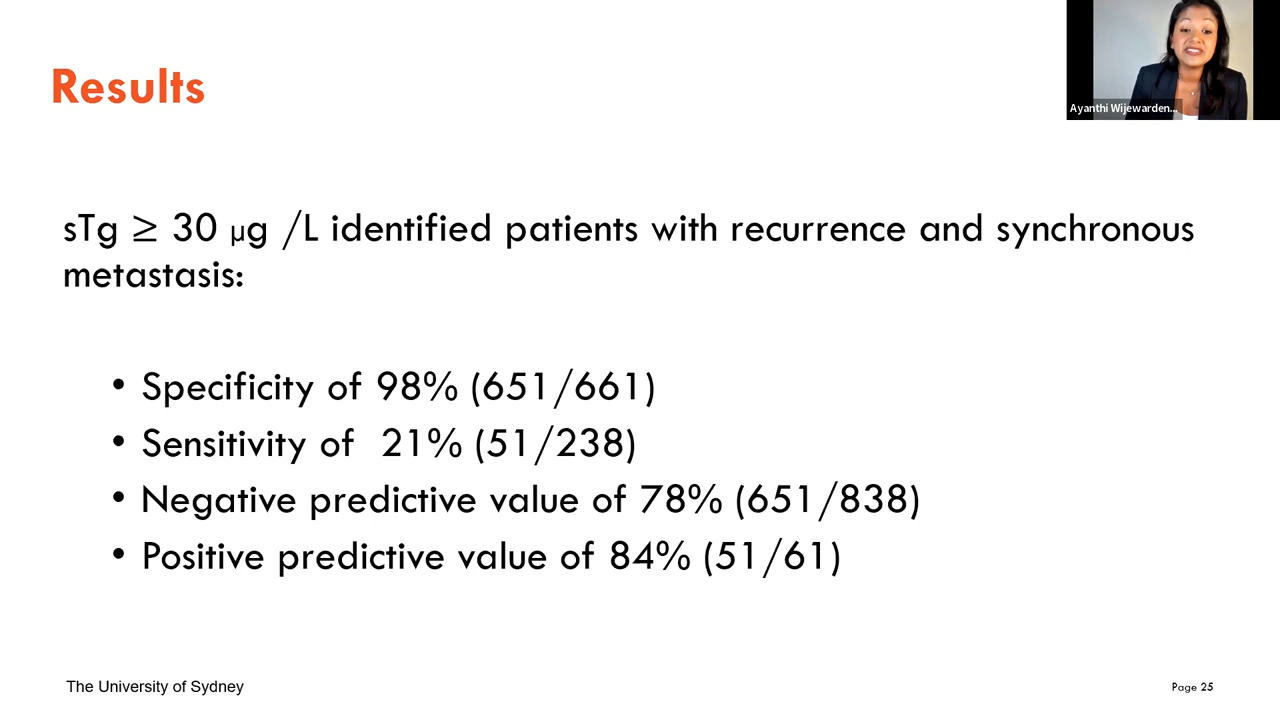 Results
Ayanthi Wijewarden...
sTg ≥ 30 µg /L identified patients with recurrence and synchronous
metastasis:
• Specificity of 98% (651/661)
• Sensitivity of  21% (51/238)
• Negative predictive value of 78% (651/838)
• Positive predictive value of 84% (51/61)
The University of Sydney
Page 25